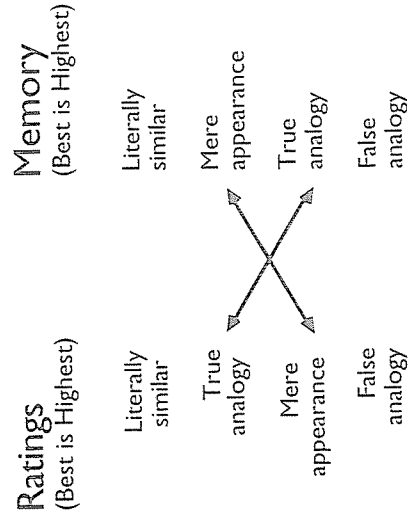 Ratings
(Best is Highest)
Literally
similar
True
analogy
Mere
appearance
False
analogy
Memory
(Best is Highest)
Literally
similar
Mere
appearance
True
analogy
False
analogy